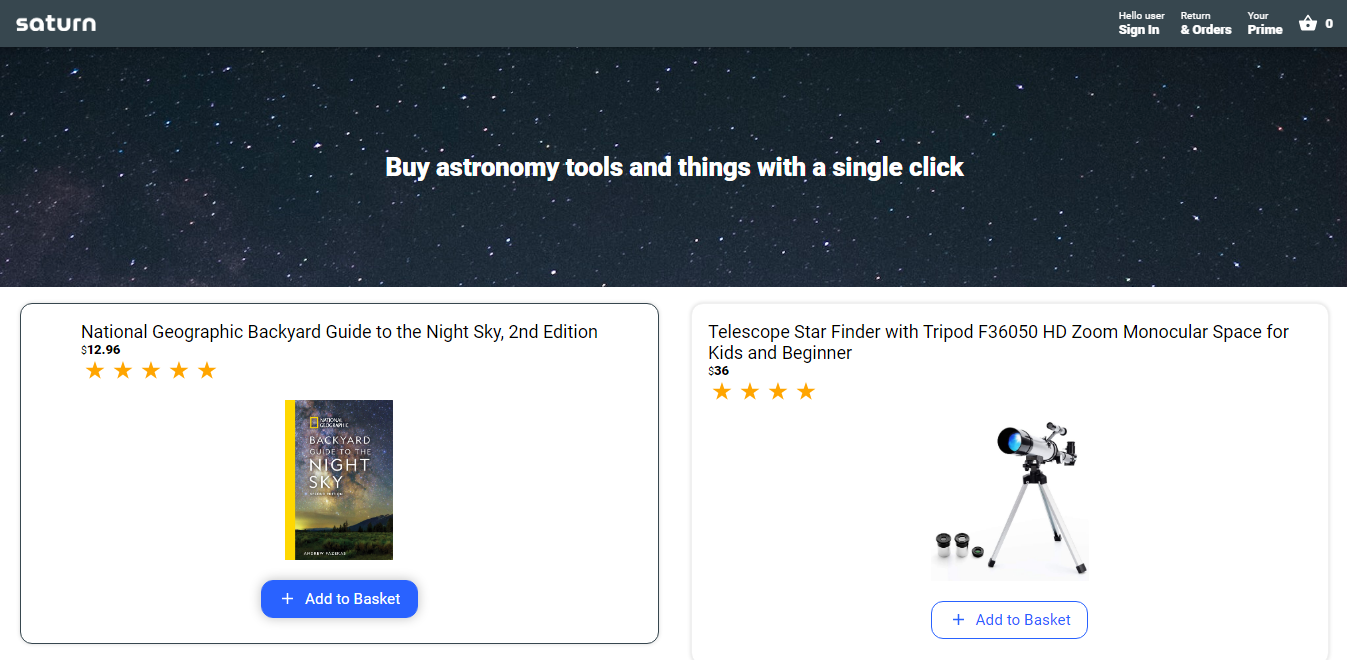 saturn
Hello user
Sign In
Return
& Orders
Your
Prime
0
Buy astronomy tools and things with a single click
National Geographic Backyard Guide to the Night Sky, 2nd Edition
$12.96
NATIONAL
GEOGRAPHIC
BACKYARD
GUIDE TO THE
NIGHT
SKY
ANDREW FAZEKAS
+ Add to Basket
Telescope Star Finder with Tripod F36050 HD Zoom Monocular Space for
Kids and Beginner
$36
+ Add to Basket